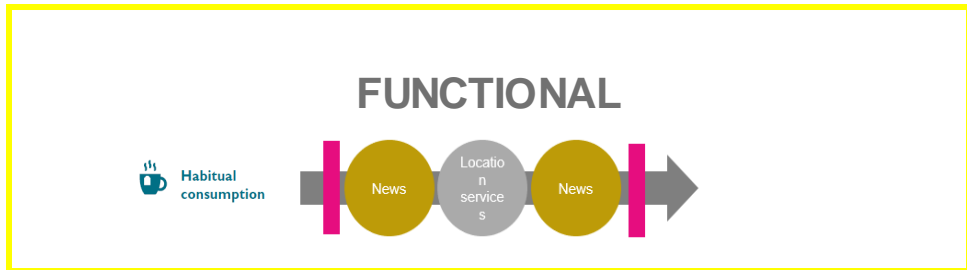 FUNCTIONAL
Habitual
consumption
News
Locatio
n
service
s
News